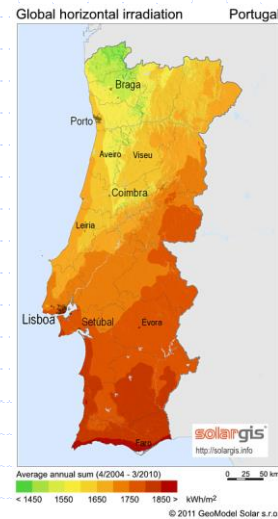 Global horizontal irradiation Portugal
Braga
Porto
Aveiro Viseu
Coimbra
Leiria
Lisboa
Setúbal Evora
solargis
http://solargis.info
Faro
Average annual sum (4/2004 - 3/2010) 0 25 50 km
< 1450 1550 1650 1750 1850 > kWh/m²
© 2011 GeoModel Solar s.r.o.